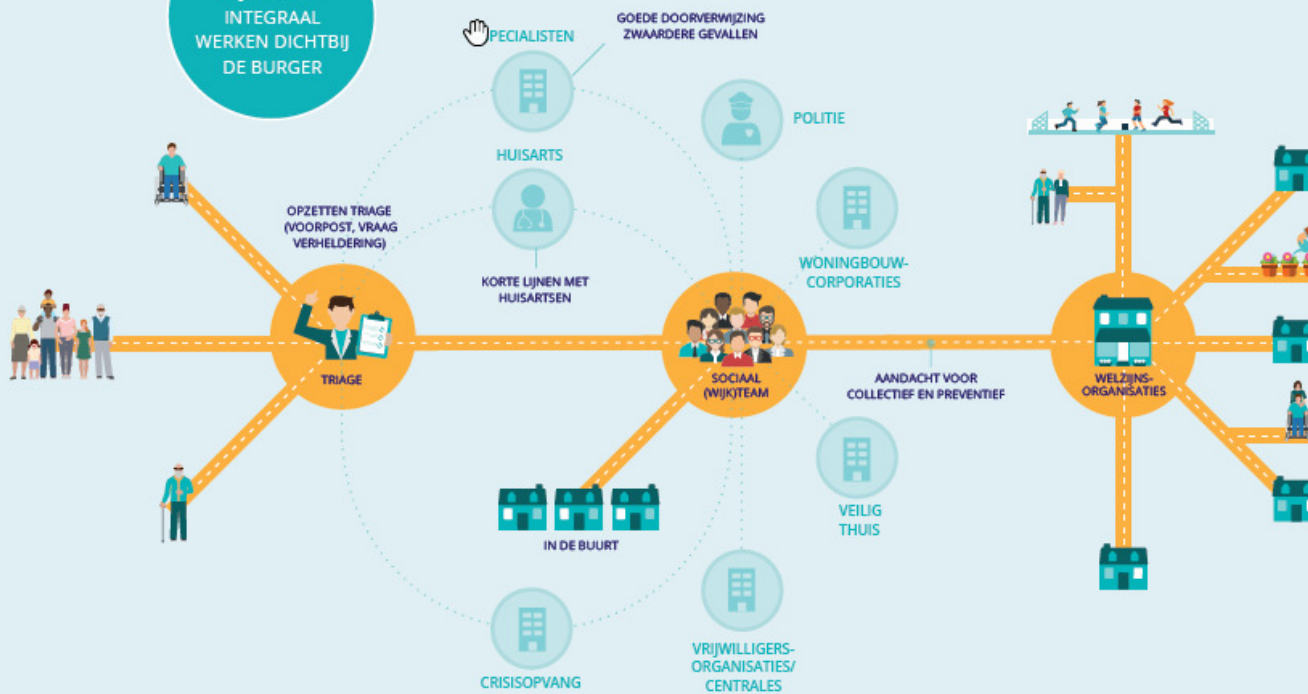 INTEGRAAL
WERKEN DICHTBIJ
DE BURGER
PECIALISTEN
GOEDE DOORVERWIJZING
ZWAARDERE GEVALLEN
POLITIE
HUISARTS
OPZETTEN TRIAGE
(VOORPOST, VRAAG
VERHELDERING)
KORTE LIJNEN MET
HUISARTSEN
WONINGBOUW-
CORPORATIES
TRIAGE
SOCIAAL
(WIJK)TEAM
AANDACHT VOOR
COLLECTIEF EN PREVENTIEF
WELZIJNS-
ORGANISATIES
VEILIG
THUIS
IN DE BUURT
CRISISOPVANG
VRIJWILLIGERS-
ORGANISATIES/
CENTRALES